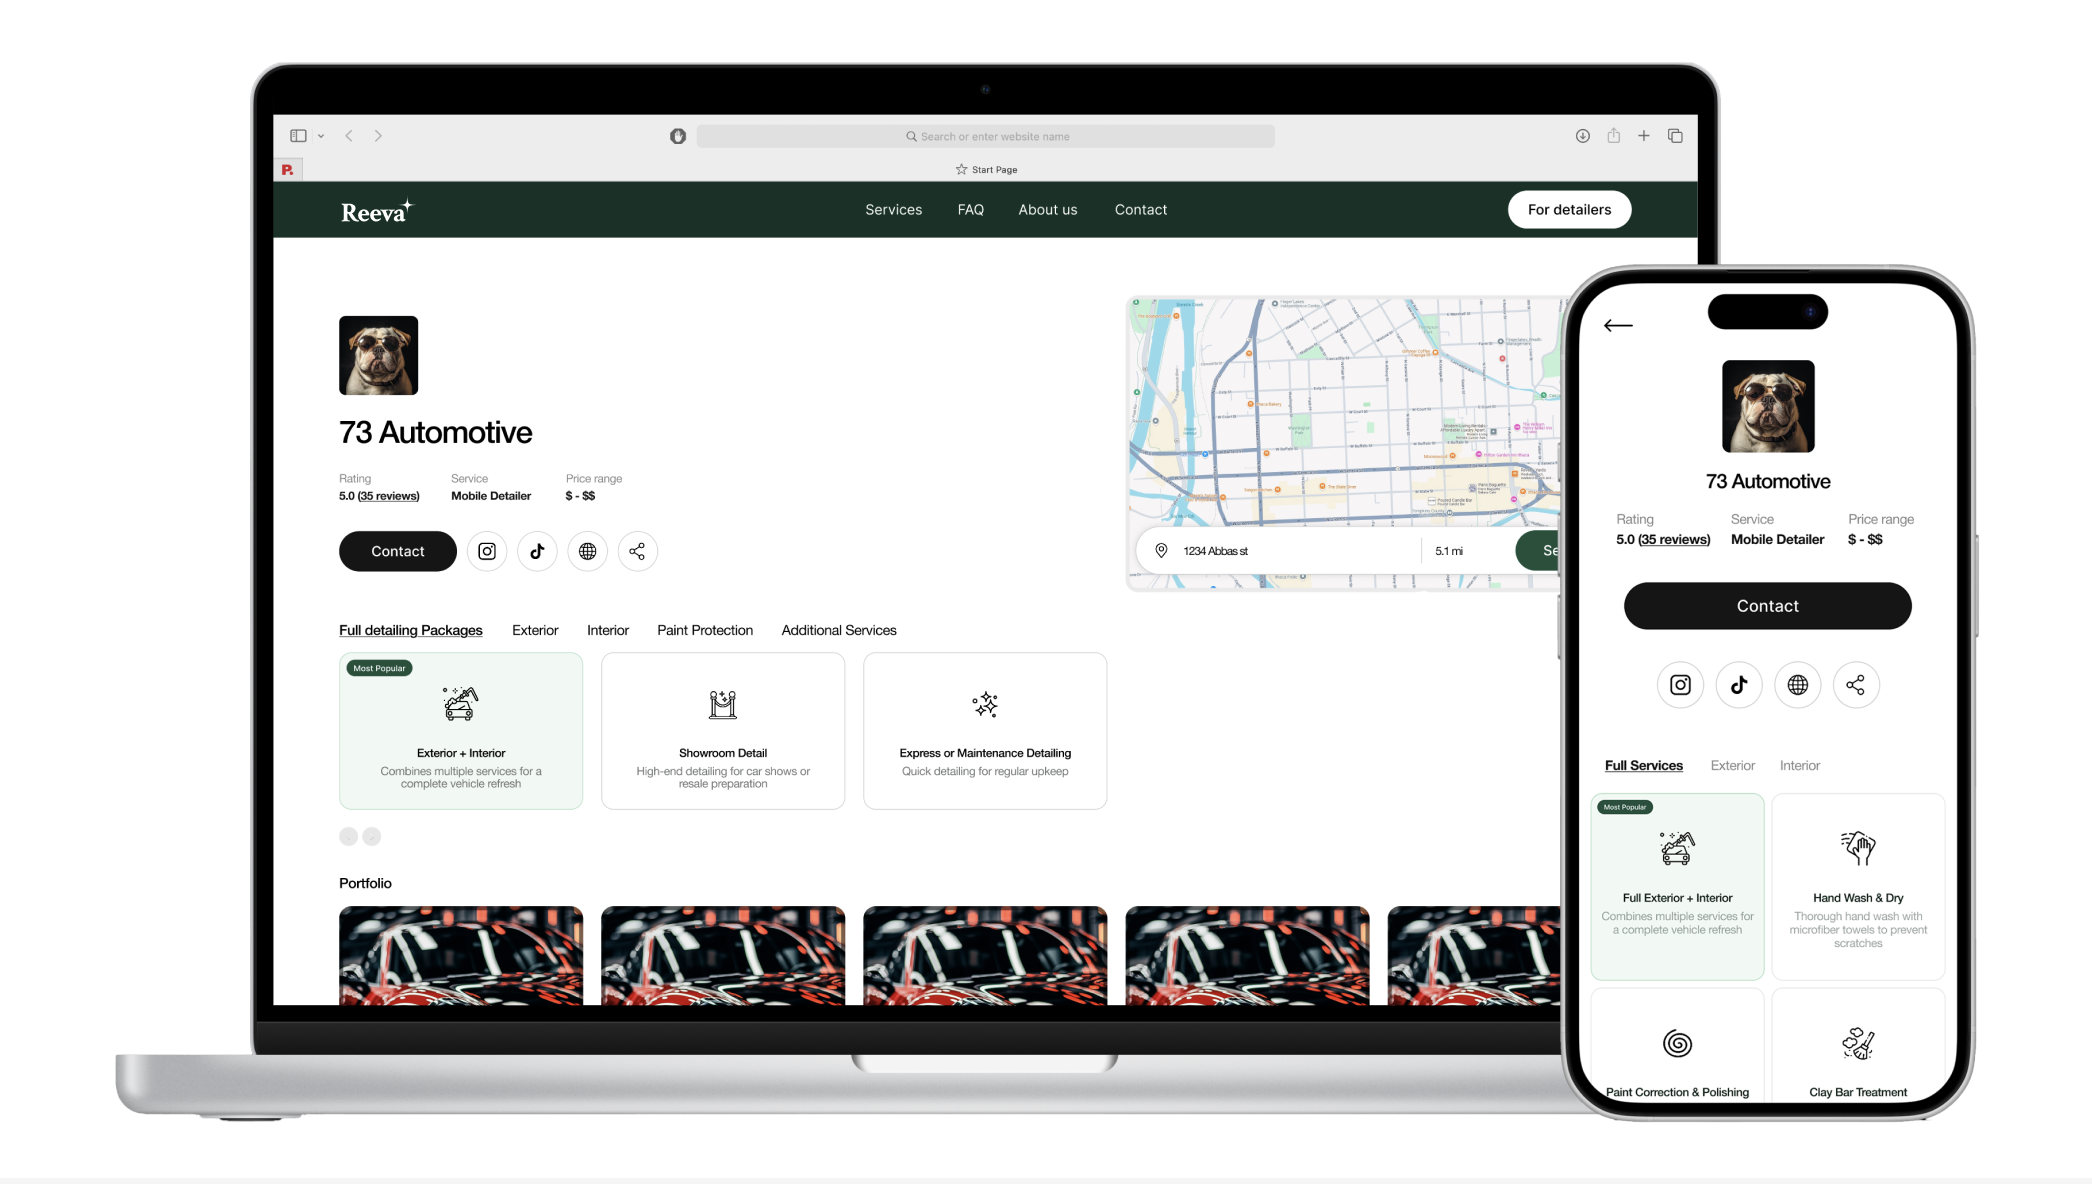 Search or enter website name
P.
Start Page
Reeva
Services
FAQ
About us
Contact
For detailers
73 Automotive
Rating
Service
Price range
5.0 (35 reviews)
Mobile Detailer
$ - $$
Contact
1234 Abbas st
5.1 mi
Se
Full detailing Packages
Exterior
Interior
Paint Protection
Additional Services
Most Popular
Exterior + Interior
Combines multiple services for a
complete vehicle refresh
Showroom Detail
High-end detailing for car shows or
resale preparation
Express or Maintenance Detailing
Quick detailing for regular upkeep
Portfolio
73 Automotive
Rating
Service
Price range
5.0 (35 reviews)
Mobile Detailer
$ - $$
Contact
Full Services
Exterior
Interior
Most Popular
Full Exterior + Interior
Combines multiple services for
a complete vehicle refresh
Hand Wash & Dry
Thorough hand wash with
microfiber towels to prevent
scratches
Paint Correction & Polishing
Clay Bar Treatment